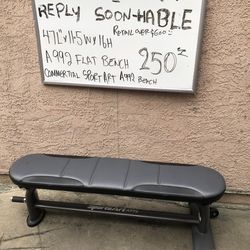 REPLY SOON-HABLE
RETAIL OVER $600
47L"×11.5W×16H
A992 FLAT BENCH
250
COMMERCIAL SPORT ART A992 BENCH
SportsArt